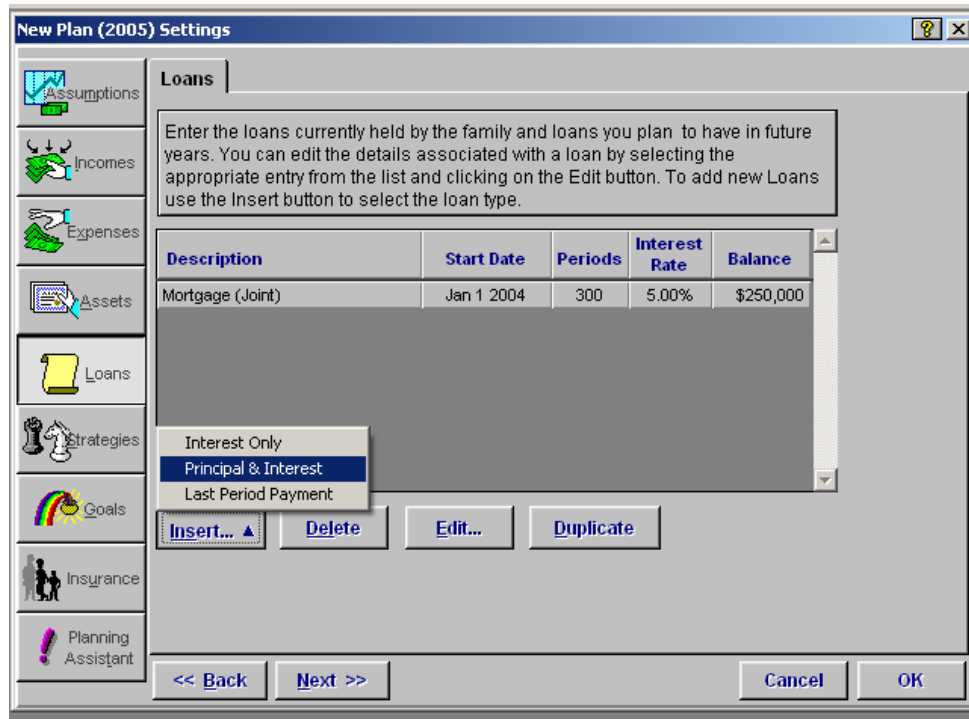 New Plan (2005) Settings
Assumptions
Incomes
Expenses
Assets
Loans
Strategies
Goals
Insurance
Planning
Assistant
Loans
Enter the loans currently held by the family and loans you plan to have in future
years. You can edit the details associated with a loan by selecting the
appropriate entry from the list and clicking on the Edit button. To add new Loans
use the Insert button to select the loan type.
Description Start Date Periods Interest Rate Balance
Mortgage (Joint) Jan 1 2004 300 5.00% $250,000
Interest Only
Principal & Interest
Last Period Payment
Insert... ▲ Delete Edit... Duplicate
<< Back Next >> Cancel OK